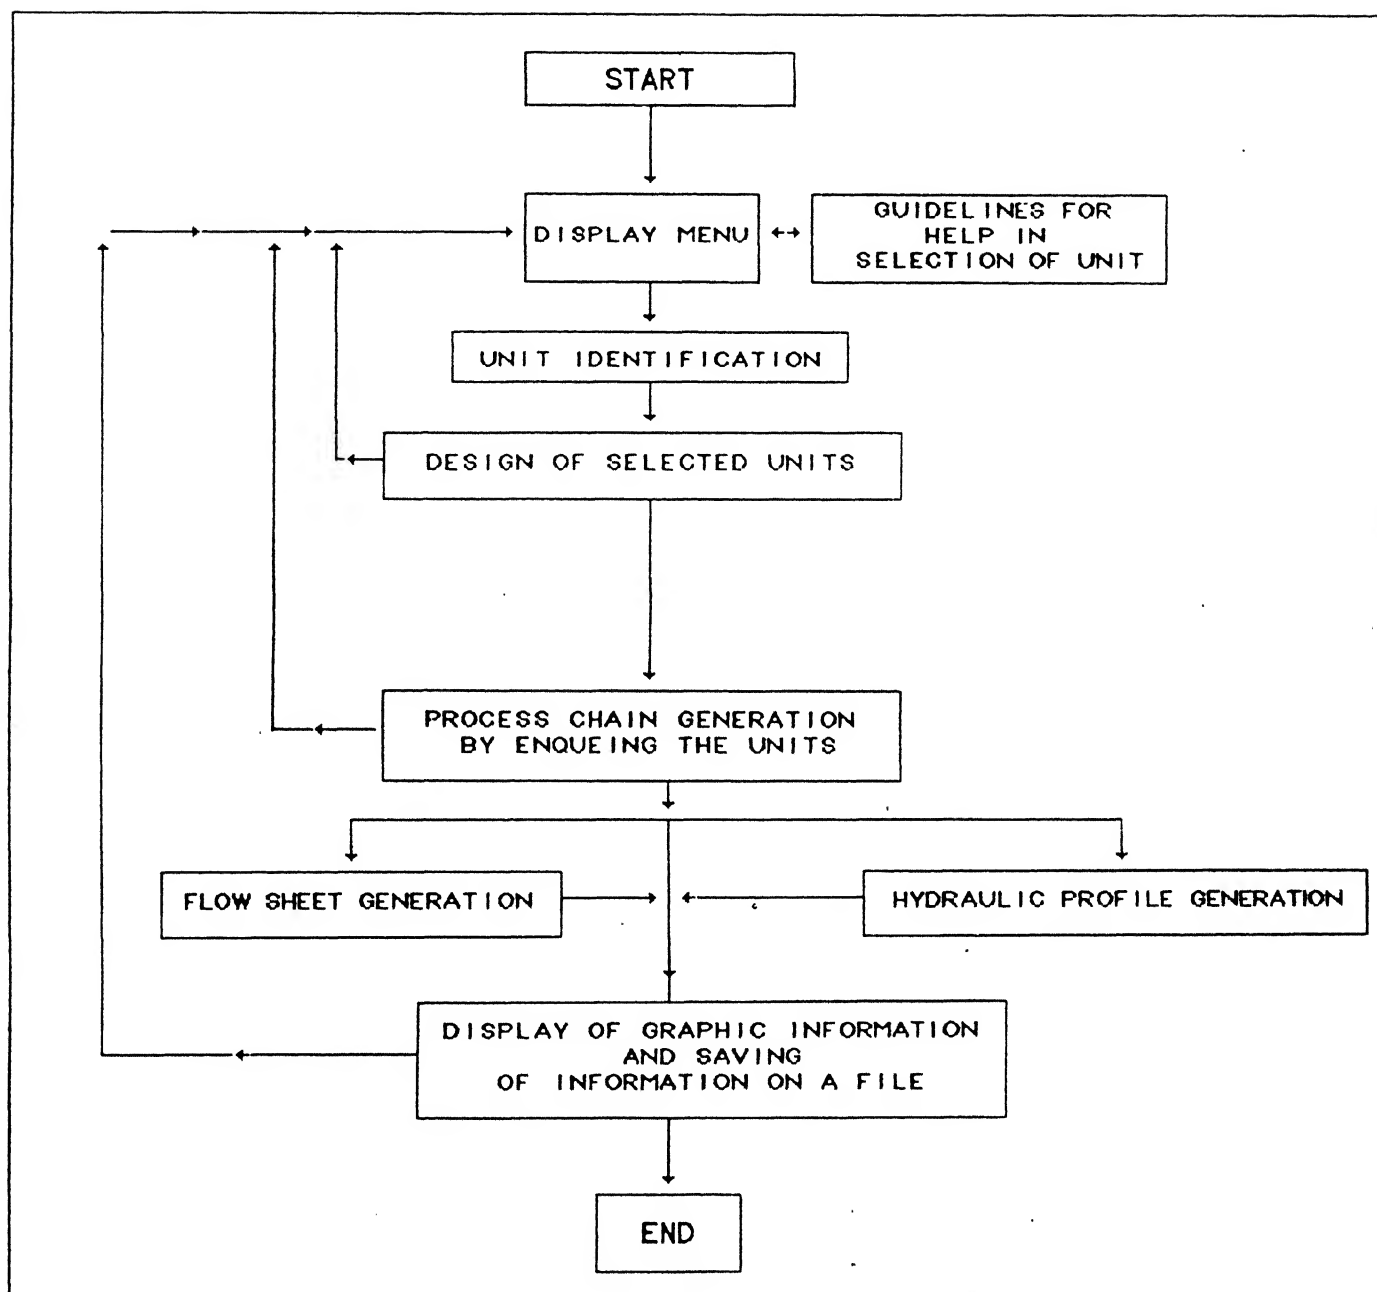 START
DISPLAY MENU
GUIDELINES FOR
HELP IN
SELECTION OF UNIT
UNIT IDENTIFICATION
DESIGN OF SELECTED UNITS
PROCESS CHAIN GENERATION
BY ENQUEING THE UNITS
FLOW SHEET GENERATION
HYDRAULIC PROFILE GENERATION
DISPLAY OF GRAPHIC INFORMATION
AND SAVING
OF INFORMATION ON A FILE
END